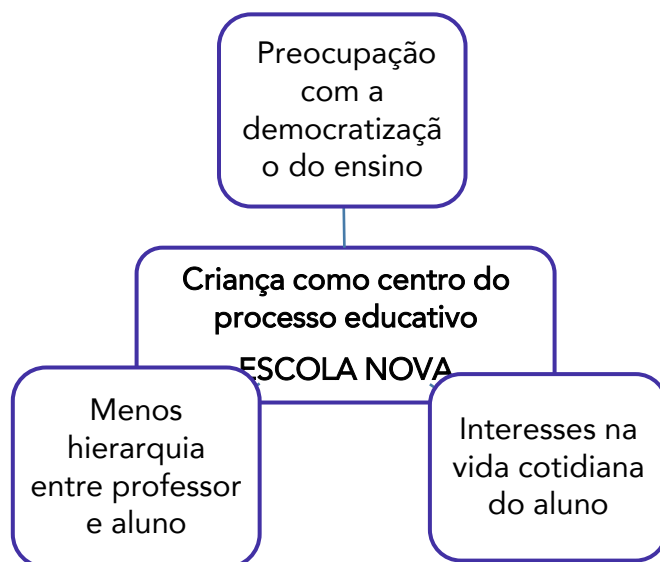 Preocupação
com a
democratizaçã
o do ensino
Criança como centro do
processo educativo
ESCOLA NOVA
Menos
hierarquia
entre professor
e aluno
Interesses na
vida cotidiana
do aluno